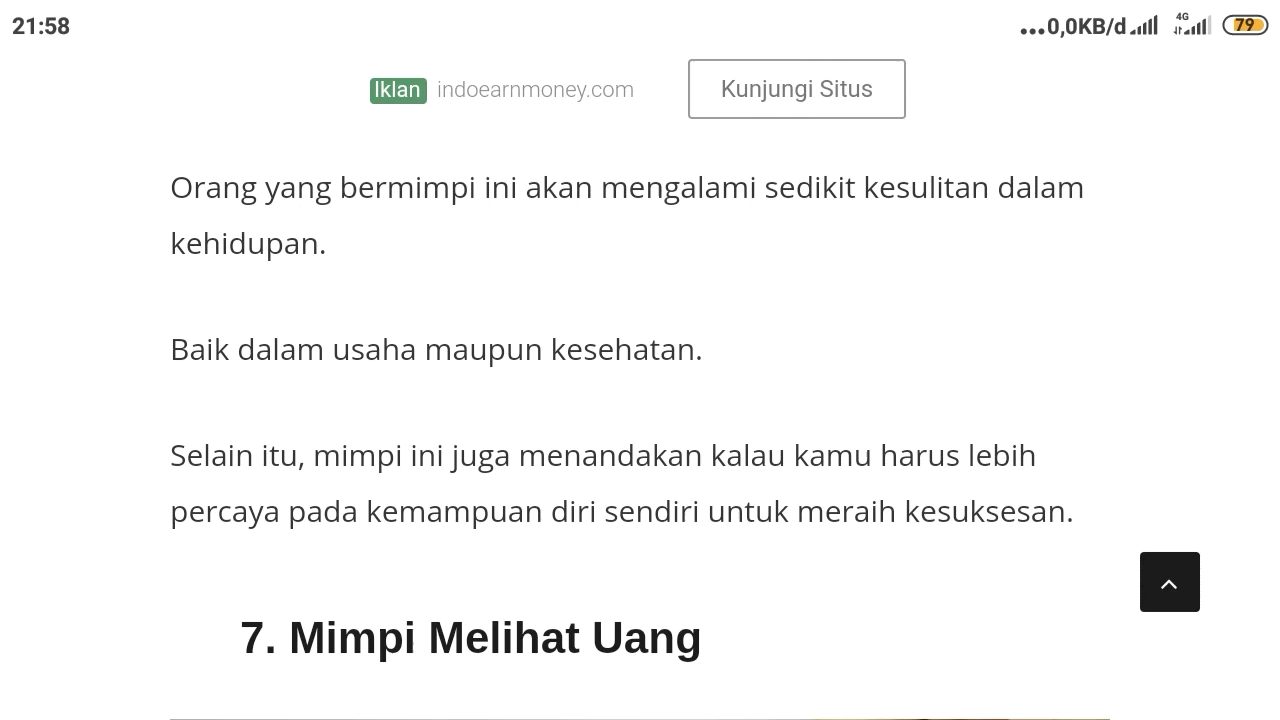 21:58
...0,0KB/d
4G
79
Iklan indoearnmoney.com
Kunjungi Situs
Orang yang bermimpi ini akan mengalami sedikit kesulitan dalam
kehidupan.
Baik dalam usaha maupun kesehatan.
Selain itu, mimpi ini juga menandakan kalau kamu harus lebih
percaya pada kemampuan diri sendiri untuk meraih kesuksesan.
7. Mimpi Melihat Uang